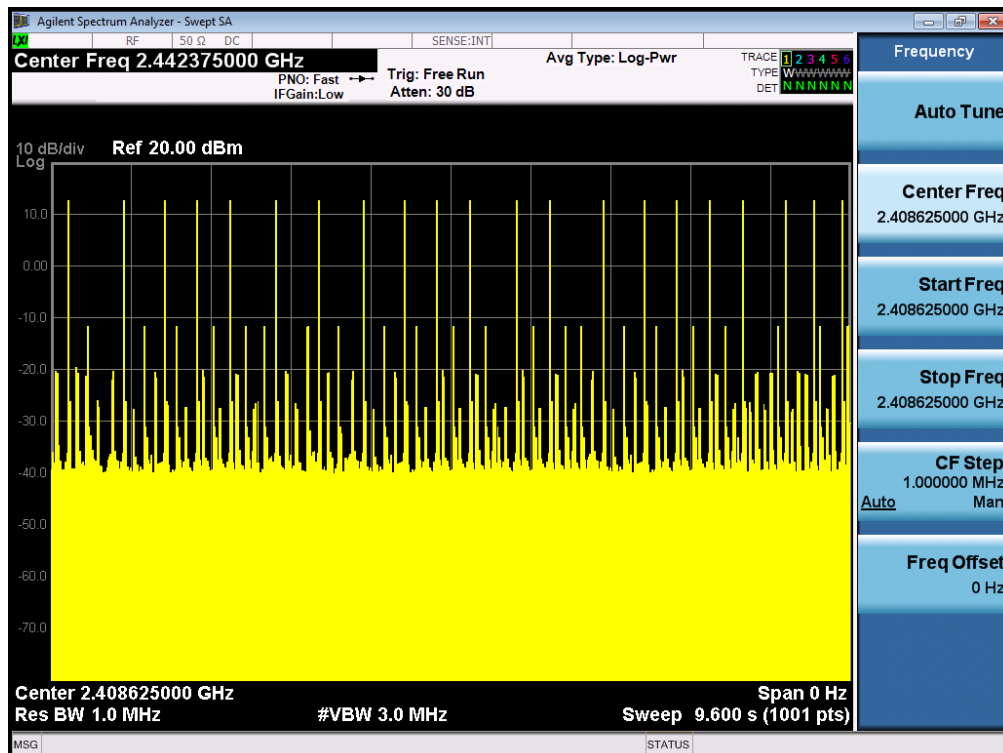 Agilent Spectrum Analyzer - Swept SA
LXI RF 50 Ω DC SENSE:INT
Center Freq 2.442375000 GHz
PNO: Fast
IFGain:Low
Trig: Free Run
Atten: 30 dB
Avg Type: Log-Pwr
TRACE 1 2 3 4 5 6
TYPE WWWWWW
DET N N N N N N
10 dB/div Ref 20.00 dBm
Log
10.0
0.00
-10.0
-20.0
-30.0
-40.0
-50.0
-60.0
-70.0
Center 2.408625000 GHz Span 0 Hz
Res BW 1.0 MHz #VBW 3.0 MHz Sweep 9.600 s (1001 pts)
MSG STATUS
Frequency
Auto Tune
Center Freq
2.408625000 GHz
Start Freq
2.408625000 GHz
Stop Freq
2.408625000 GHz
CF Step
1.000000 MHz
Auto Man
Freq Offset
0 Hz